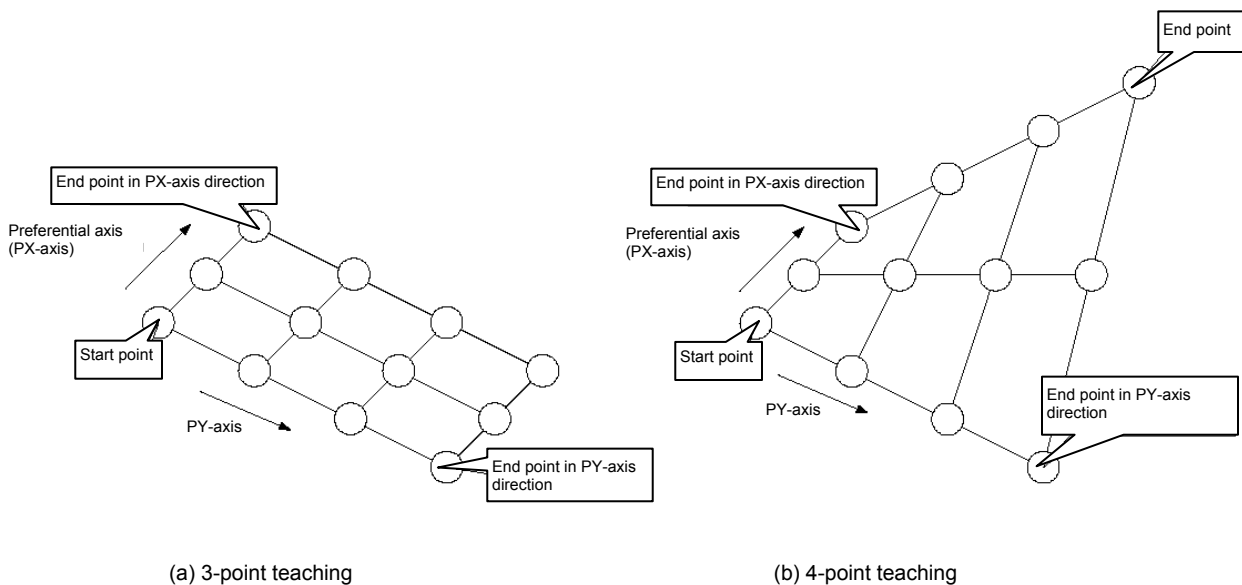 End point in PX-axis direction
Preferential axis
(PX-axis)
Start point
PY-axis
End point in PY-axis
direction
(a) 3-point teaching
End point
End point in PX-axis direction
Preferential axis
(PX-axis)
Start point
PY-axis
End point in PY-axis
direction
(b) 4-point teaching